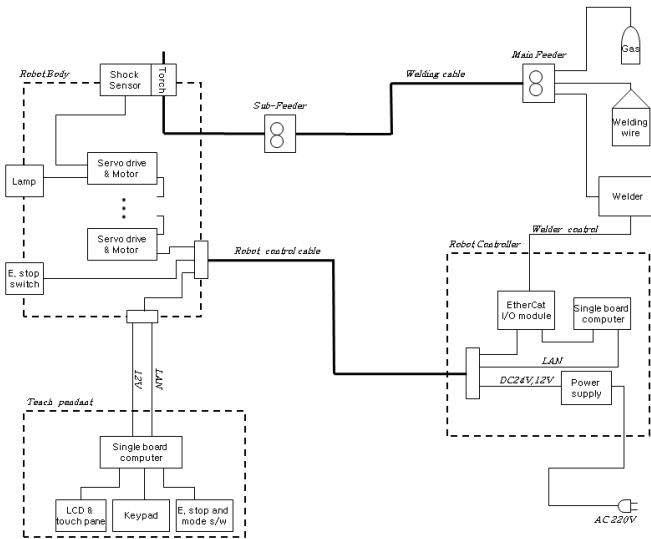 Main Feeder
Gas
Robot Body
Shock
Sensor
Torch
Welding cable
Sub-Feeder
Welding
wire
Servo drive
& Motor
Lamp
Welder
Servo drive
& Motor
Welder control
Robot Controller
Robot control cable
E, stop
switch
EtherCat
I/O module
Single board
computer
LAN
12V
LAN
DC24V,12V
Power
supply
Teach pendant
Single board
computer
LCD &
touch pane
Keypad
E, stop and
mode s/w
AC 220V